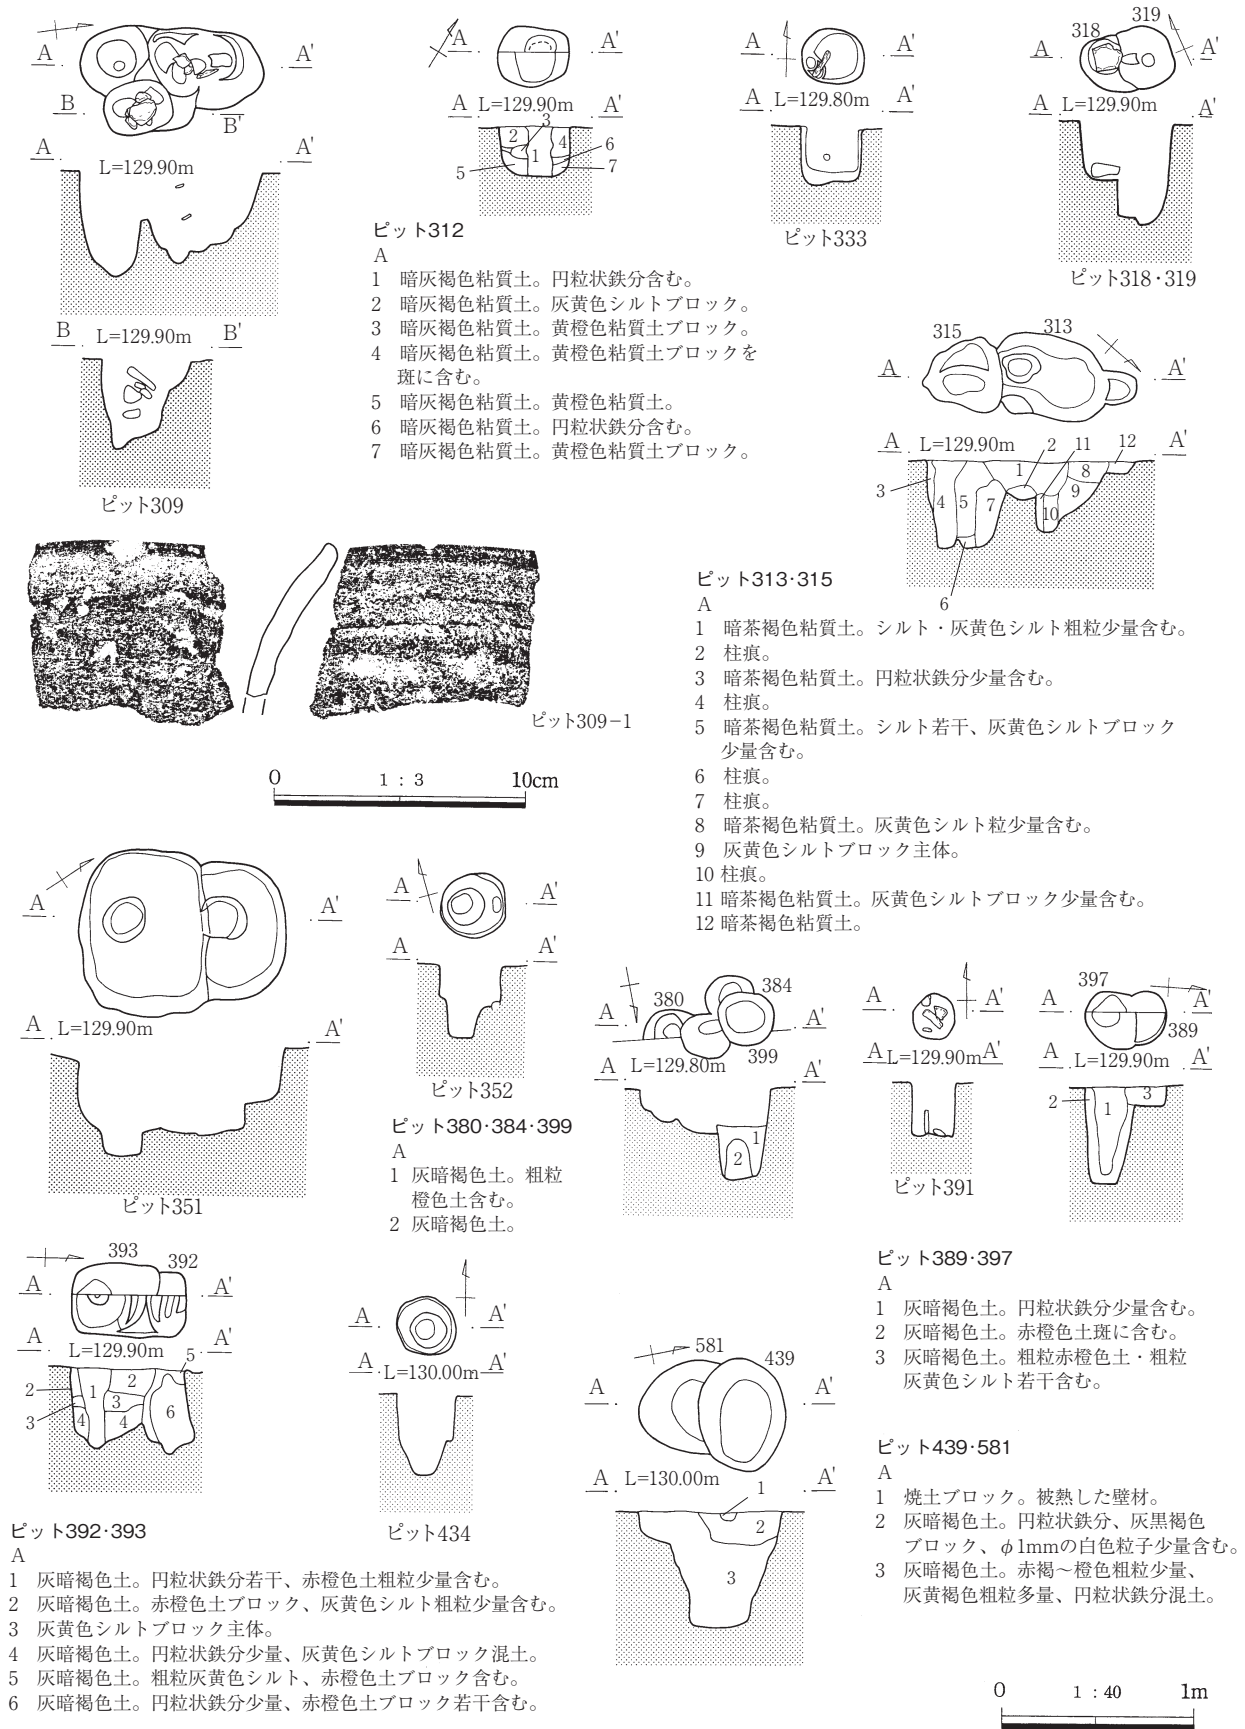 A A'
B B'
A L=129.90m A'
B L=129.90m B'
ピット309
A A'
A L=129.90m A'
1
2
3
4
5
6
7
ピット312
A
1 暗灰褐色粘質土。円粒状鉄分含む。
2 暗灰褐色粘質土。灰黄色シルトブロック。
3 暗灰褐色粘質土。黄橙色粘質土ブロック。
4 暗灰褐色粘質土。黄橙色粘質土ブロックを
斑に含む。
5 暗灰褐色粘質土。黄橙色粘質土。
6 暗灰褐色粘質土。円粒状鉄分含む。
7 暗灰褐色粘質土。黄橙色粘質土ブロック。
A A'
A L=129.80m A'
ピット333
318 319
A A'
A L=129.90m A'
ピット318・319
315 313
A A'
A L=129.90m A'
1
2
3
4
5
6
7
8
9
10
11
12
ピット313・315
A
1 暗茶褐色粘質土。シルト・灰黄色シルト粗粒少量含む。
2 柱痕。
3 暗茶褐色粘質土。円粒状鉄分少量含む。
4 柱痕。
5 暗茶褐色粘質土。シルト若干、灰黄色シルトブロック
少量含む。
6 柱痕。
7 柱痕。
8 暗茶褐色粘質土。灰黄色シルト粒少量含む。
9 灰黄色シルトブロック主体。
10 柱痕。
11 暗茶褐色粘質土。灰黄色シルトブロック少量含む。
12 暗茶褐色粘質土。
ピット309-1
0 1:3 10cm
A A'
A L=129.90m A'
ピット351
A A'
A A'
ピット352
ピット380・384・399
A
1 灰暗褐色土。粗粒
橙色土含む。
2 灰暗褐色土。
380 384
A A'
399
A L=129.80m A'
1
2
A A'
A L=129.90m A'
ピット391
397
A A'
389
A L=129.90m A'
1
2
3
ピット389・397
A
1 灰暗褐色土。円粒状鉄分少量含む。
2 灰暗褐色土。赤橙色土斑に含む。
3 灰暗褐色土。粗粒赤橙色土・粗粒
灰黄色シルト若干含む。
393 392
A A'
A L=129.90m A'
1
2
2
3
3
4
4
5
6
ピット392・393
A
1 灰暗褐色土。円粒状鉄分若干、赤橙色土粗粒少量含む。
2 灰暗褐色土。赤橙色土ブロック、灰黄色シルト粗粒少量含む。
3 灰黄色シルトブロック主体。
4 灰暗褐色土。円粒状鉄分少量、灰黄色シルトブロック混土。
5 灰暗褐色土。粗粒灰黄色シルト、赤橙色土ブロック含む。
6 灰暗褐色土。円粒状鉄分少量、赤橙色土ブロック若干含む。
A A'
A L=130.00m A'
ピット434
581 439
A A'
A L=130.00m A'
1
2
3
ピット439・581
A
1 焼土ブロック。被熱した壁材。
2 灰暗褐色土。円粒状鉄分、灰黒褐色
ブロック、φ1mmの白色粒子少量含む。
3 灰暗褐色土。赤褐～橙色粗粒少量、
灰黄褐色粗粒多量、円粒状鉄分混土。
0 1:40 1m